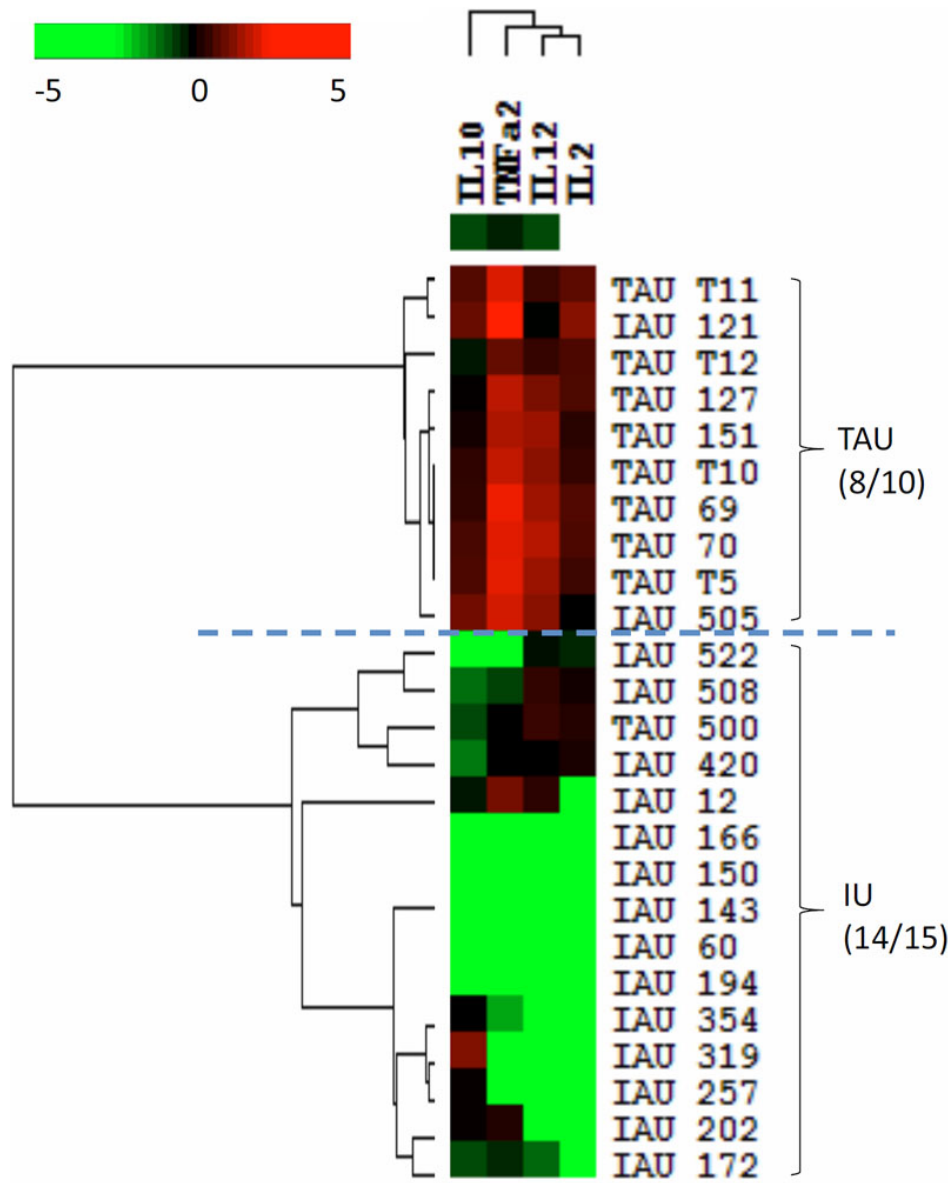 -5 0 5
IL10
TNFa2
IL12
IL2
TAU T11
IAU 121
TAU T12
TAU 127
TAU 151
TAU T10
TAU 69
TAU 70
TAU T5
IAU 505
TAU
(8/10)
IAU 522
IAU 508
TAU 500
IAU 420
IAU 12
IAU 166
IAU 150
IAU 143
IAU 60
IAU 194
IAU 354
IAU 319
IAU 257
IAU 202
IAU 172
IU
(14/15)